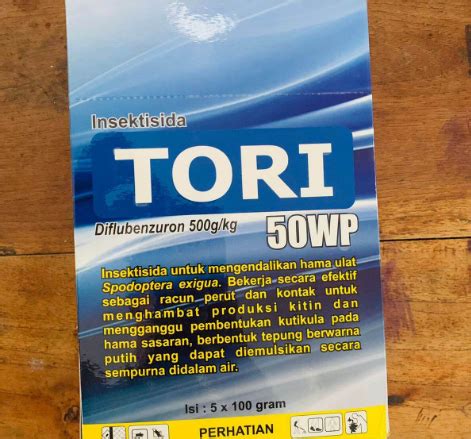 Insektisida
TORI
Diflubenzuron 500g/kg
50WP
Insektisida untuk mengendalikan hama ulat
Spodoptera exigua. Bekerja secara efektif
sebagai racun perut dan kontak untuk
menghambat produksi kitin dan
mengganggu pembentukan kutikula pada
hama sasaran, berbentuk tepung berwarna
putih yang dapat diemulsikan secara
sempurna didalam air.
Isi : 5 x 100 gram
PERHATIAN